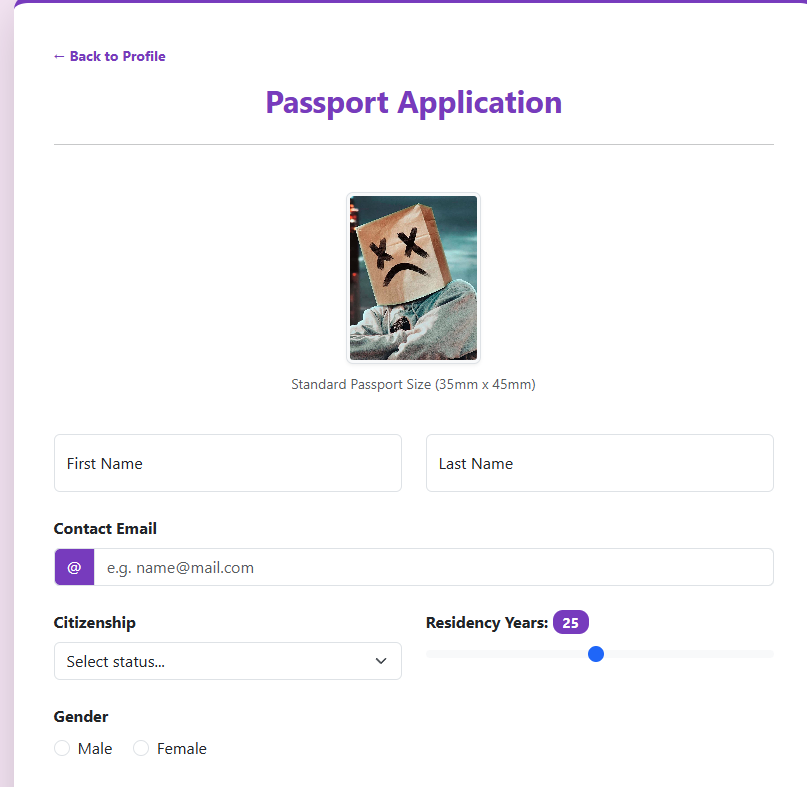 ← Back to Profile
Passport Application
Standard Passport Size (35mm x 45mm)
First Name
Last Name
Contact Email
@ e.g. name@mail.com
Citizenship
Residency Years: 25
Select status...
Gender
Male
Female